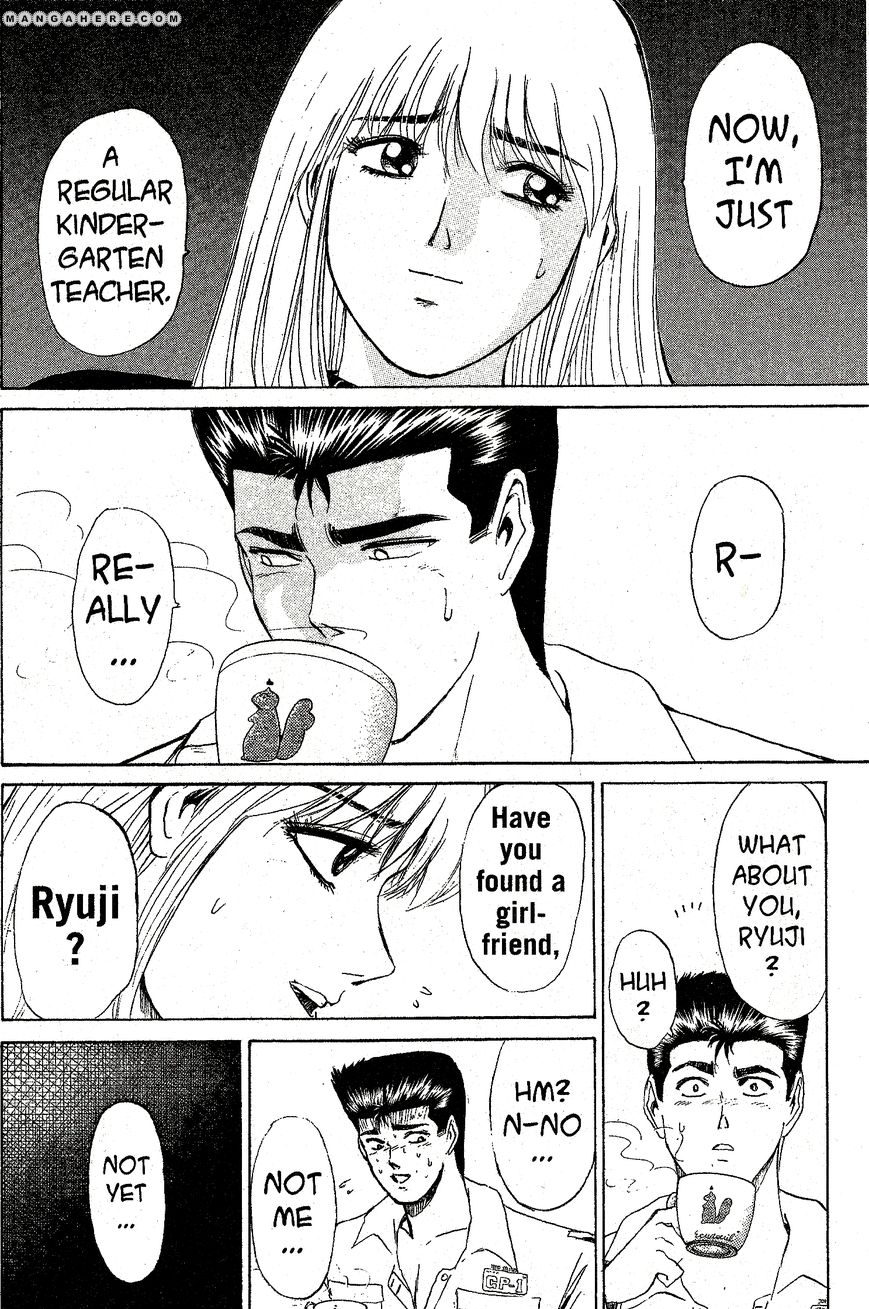 MANGAHERE.COM
NOW,
I'M
JUST
A
REGULAR
KINDER-
GARTEN
TEACHER.
R-
RE-
ALLY
...
WHAT
ABOUT
YOU,
RYUJI
?
HUH
?
Have
you
found a
girl-
friend,
Ryuji
?
HM?
N-NO
...
NOT
ME
...
CP-1
NOT
YET
...